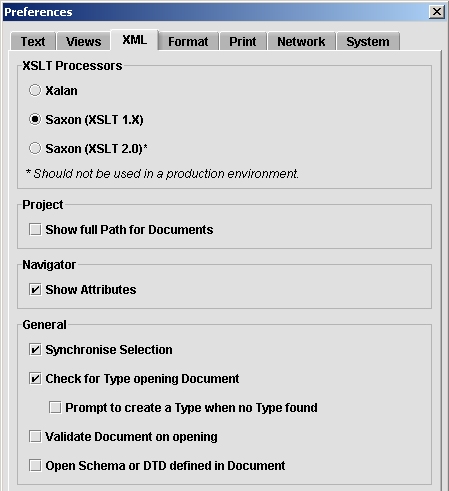 Preferences
Text Views XML Format Print Network System
XSLT Processors
Xalan
Saxon (XSLT 1.X)
Saxon (XSLT 2.0)*
* Should not be used in a production environment.
Project
Show full Path for Documents
Navigator
Show Attributes
General
Synchronise Selection
Check for Type opening Document
Prompt to create a Type when no Type found
Validate Document on opening
Open Schema or DTD defined in Document